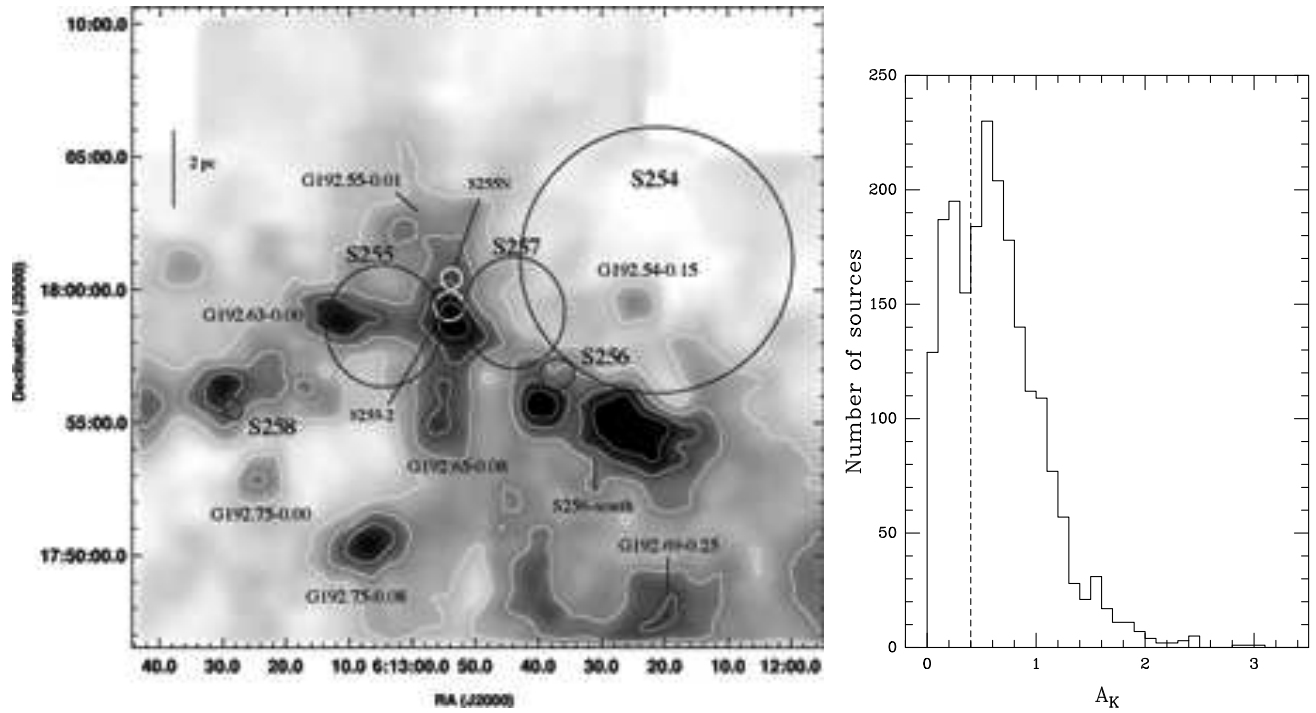 10:00.0
05:00.0
18:00:00.0
55:00.0
17:50:00.0
Declination (J2000)
2 pc
G192.55-0.01
S255N
S254
S255
S257
G192.54-0.15
G192.63-0.00
S256
S255-2
S258
G192.65-0.08
G192.75-0.00
S256-south
G192.69-0.25
G192.75-0.08
40.0 30.0 20.0 10.0 6:13:00.0 50.0 40.0 30.0 20.0 10.0 12:00.0
RA (J2000)
250
200
150
100
50
0
Number of sources
0 1 2 3
A_K